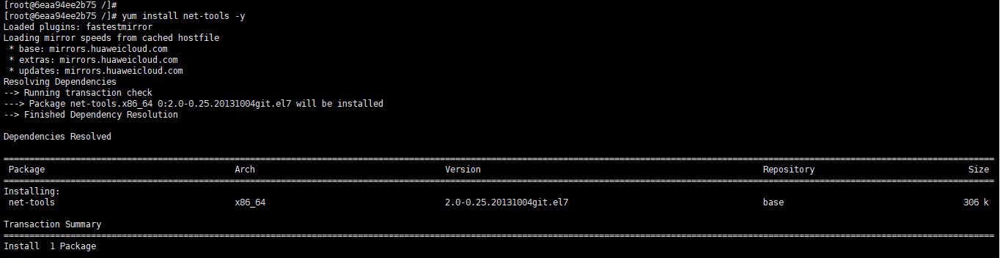 [root@6eaa94ee2b75 /]#
[root@6eaa94ee2b75 /]# yum install net-tools -y
Loaded plugins: fastestmirror
Loading mirror speeds from cached hostfile
 * base: mirrors.huaweicloud.com
 * extras: mirrors.huaweicloud.com
 * updates: mirrors.huaweicloud.com
Resolving Dependencies
--> Running transaction check
---> Package net-tools.x86_64 0:2.0-0.25.20131004git.el7 will be installed
--> Finished Dependency Resolution
Dependencies Resolved
Package Arch Version Repository Size
Installing:
net-tools x86_64 2.0-0.25.20131004git.el7 base 306 k
Transaction Summary
Install  1 Package